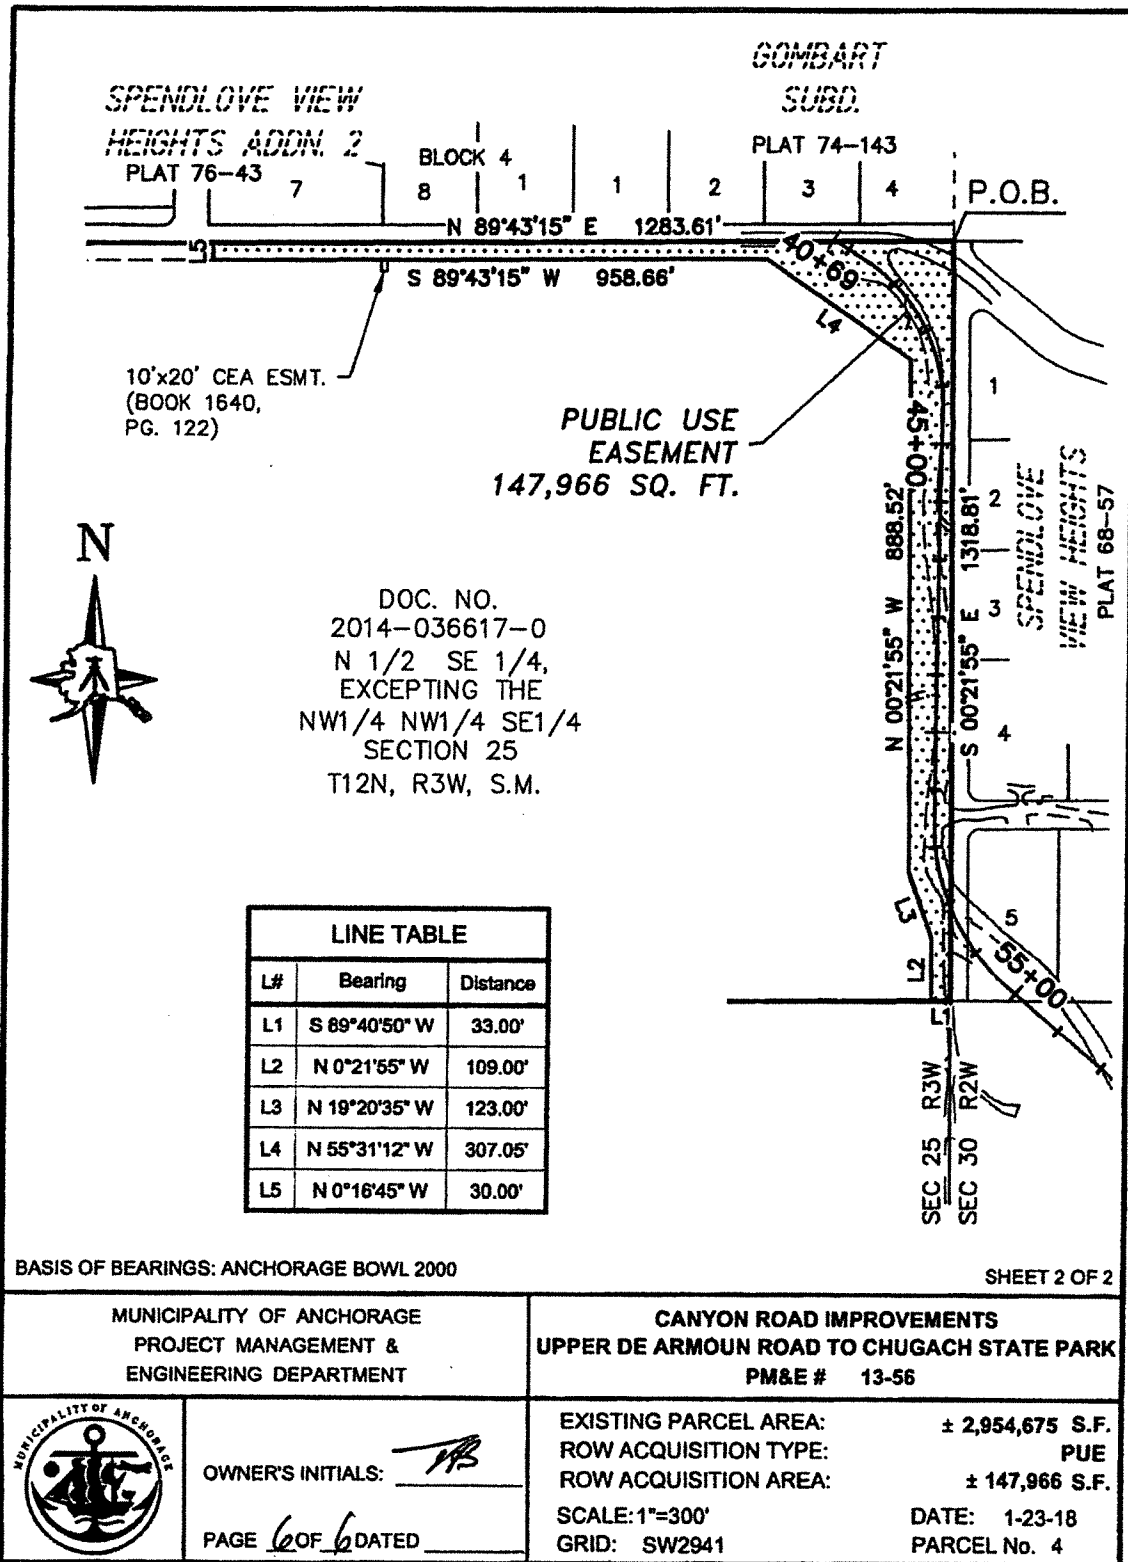 GOMBART
SUBD.
PLAT 74-143
SPENDLOVE VIEW
HEIGHTS ADDN. 2
PLAT 76-43
BLOCK 4
7
8
1
1
2
3
4
P.O.B.
N 89°43'15" E 1283.61'
L5
S 89°43'15" W 958.66'
40+69
L4
10'x20' CEA ESMT.
(BOOK 1640,
PG. 122)
PUBLIC USE
EASEMENT
147,966 SQ. FT.
45+00
1
2
3
4
5
N 00°21'55" W 888.52'
S 00°21'55" E 1318.81'
SPENDLOVE
VIEW HEIGHTS
PLAT 68-57
N
DOC. NO.
2014-036617-0
N 1/2 SE 1/4,
EXCEPTING THE
NW1/4 NW1/4 SE1/4
SECTION 25
T12N, R3W, S.M.
L3
L2
L1
55+00
SEC 25 R3W
SEC 30 R2W
LINE TABLE
L# Bearing Distance
L1 S 89°40'50" W 33.00'
L2 N 0°21'55" W 109.00'
L3 N 19°20'35" W 123.00'
L4 N 55°31'12" W 307.05'
L5 N 0°16'45" W 30.00'
BASIS OF BEARINGS: ANCHORAGE BOWL 2000
SHEET 2 OF 2
MUNICIPALITY OF ANCHORAGE
PROJECT MANAGEMENT &
ENGINEERING DEPARTMENT
CANYON ROAD IMPROVEMENTS
UPPER DE ARMOUN ROAD TO CHUGACH STATE PARK
PM&E # 13-56
MUNICIPALITY OF ANCHORAGE
OWNER'S INITIALS:
PAGE 6 OF 6 DATED
EXISTING PARCEL AREA: ± 2,954,675 S.F.
ROW ACQUISITION TYPE: PUE
ROW ACQUISITION AREA: ± 147,966 S.F.
SCALE: 1"=300' DATE: 1-23-18
GRID: SW2941 PARCEL No. 4